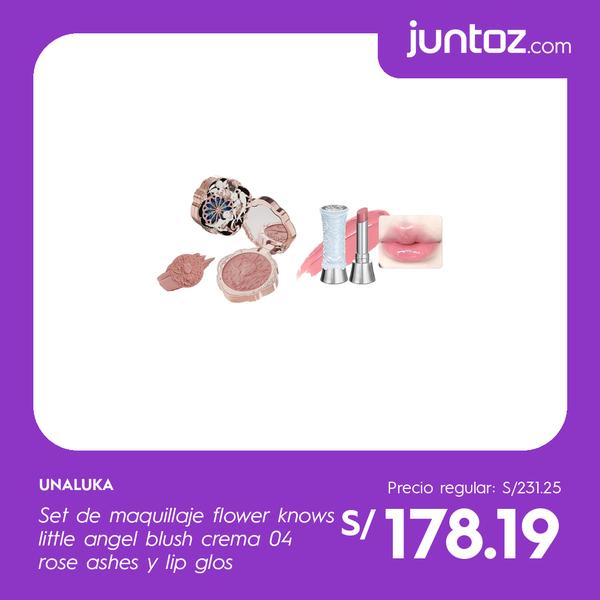 juntoz.com
UNALUKA
Set de maquillaje flower knows
little angel blush crema 04
rose ashes y lip glos
Precio regular: S/231.25
S/178.19